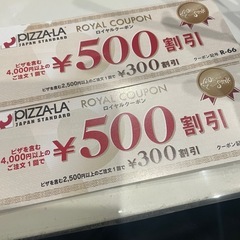 PIZZA-LA
JAPAN STANDARD
ROYAL COUPON
ロイヤルクーポン
ピザを含む
4,000円以上の
ご注文1回で
¥500割引
ピザを含む2,500円以上のご注文1回で¥300割引
クーポン記号 R-66
PIZZA-LA
JAPAN STANDARD
ROYAL COUPON
ロイヤルクーポン
ピザを含む
4,000円以上の
ご注文1回で
¥500割引
ピザを含む2,500円以上のご注文1回で¥300割引